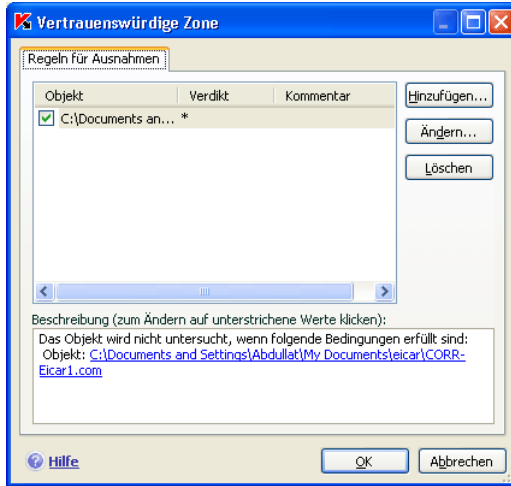 Vertrauenswürdige Zone
Regeln für Ausnahmen
Objekt Verdikt Kommentar
C:\Documents an... *
Hinzufügen...
Ändern...
Löschen
Beschreibung (zum Ändern auf unterstrichene Werte klicken):
Das Objekt wird nicht untersucht, wenn folgende Bedingungen erfüllt sind:
Objekt: C:\Documents and Settings\Abdullat\My Documents\eicar\CORR-
Eicar1.com
Hilfe
OK
Abbrechen